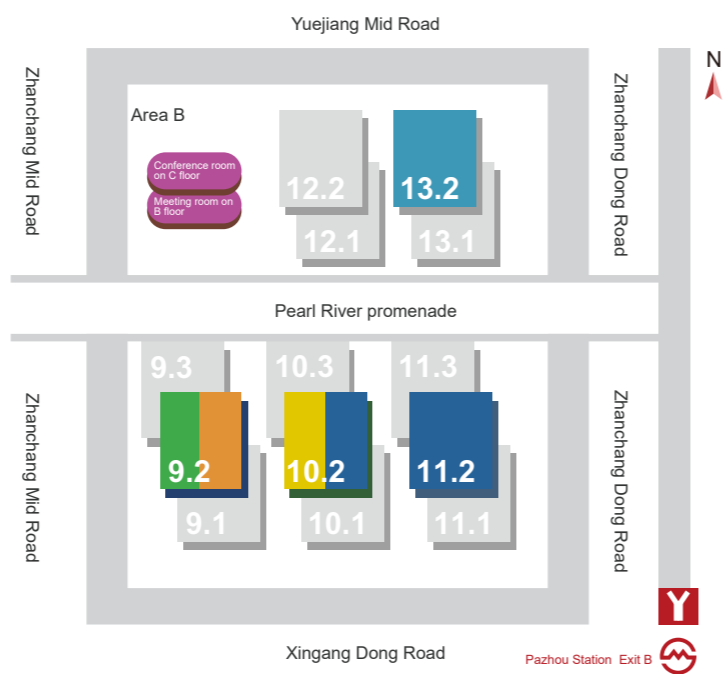 Yuejiang Mid Road
N
Zhanchang Mid Road
Zhanchang Dong Road
Area B
Conference room
on C floor
Meeting room on
B floor
12.2
13.2
12.1
13.1
Pearl River promenade
9.3
10.3
11.3
Zhanchang Mid Road
Zhanchang Dong Road
9.2
10.2
11.2
9.1
10.1
11.1
Y
Xingang Dong Road
Pazhou Station Exit B